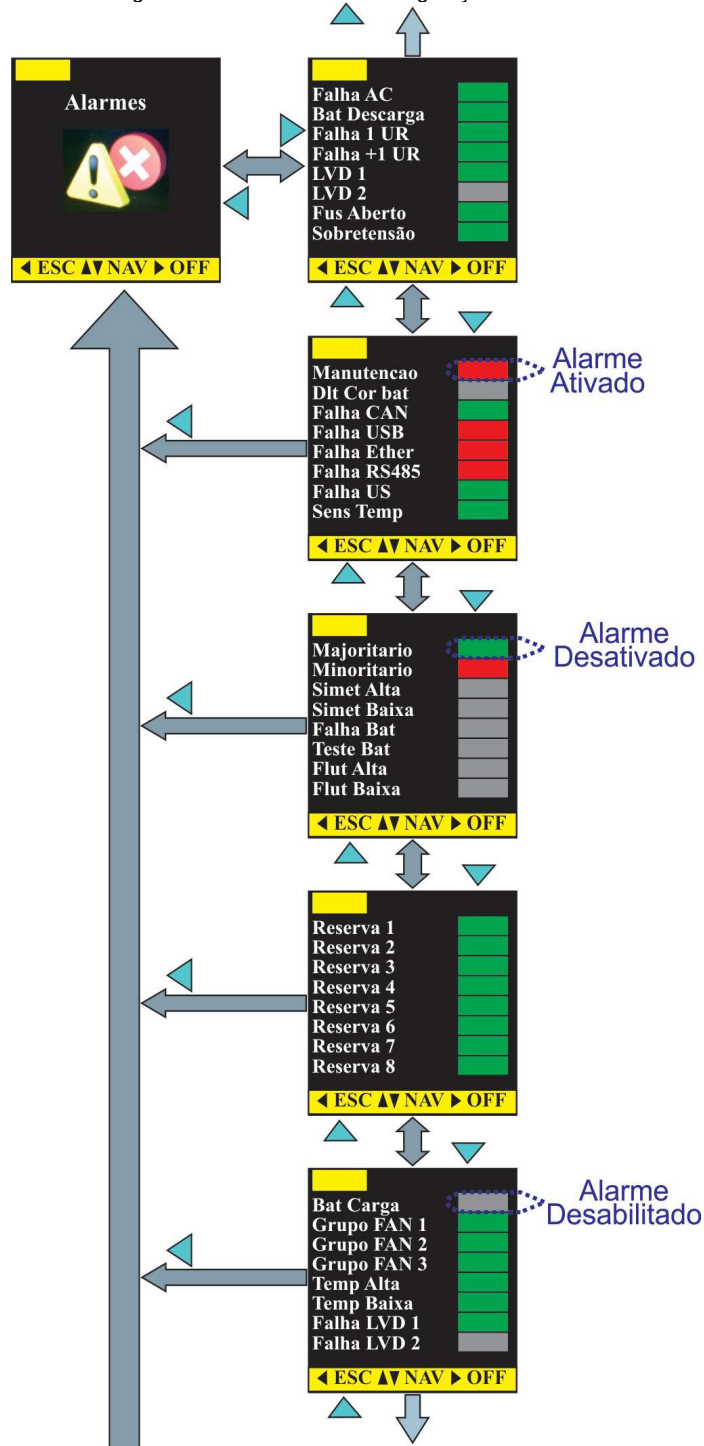 Alarmes
◄ ESC ▲▼ NAV ► OFF
Falha AC
Bat Descarga
Falha 1 UR
Falha +1 UR
LVD 1
LVD 2
Fus Aberto
Sobretensão
◄ ESC ▲▼ NAV ► OFF
Manutencao
Dlt Cor bat
Falha CAN
Falha USB
Falha Ether
Falha RS485
Falha US
Sens Temp
◄ ESC ▲▼ NAV ► OFF
Alarme
Ativado
Majoritario
Minoritario
Simet Alta
Simet Baixa
Falha Bat
Teste Bat
Flut Alta
Flut Baixa
◄ ESC ▲▼ NAV ► OFF
Alarme
Desativado
Reserva 1
Reserva 2
Reserva 3
Reserva 4
Reserva 5
Reserva 6
Reserva 7
Reserva 8
◄ ESC ▲▼ NAV ► OFF
Bat Carga
Grupo FAN 1
Grupo FAN 2
Grupo FAN 3
Temp Alta
Temp Baixa
Falha LVD 1
Falha LVD 2
◄ ESC ▲▼ NAV ► OFF
Alarme
Desabilitado